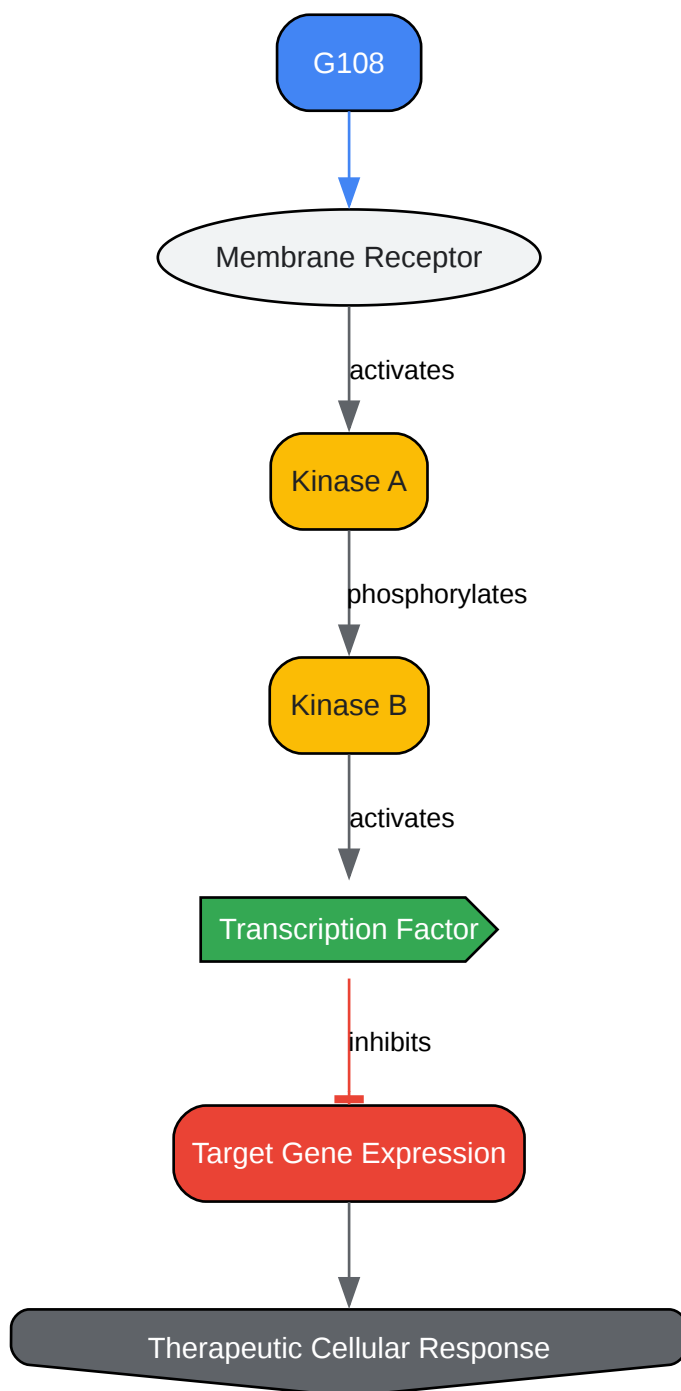 G108
Membrane Receptor
activates
Kinase A
phosphorylates
Kinase B
activates
Transcription Factor
inhibits
Target Gene Expression
Therapeutic Cellular Response